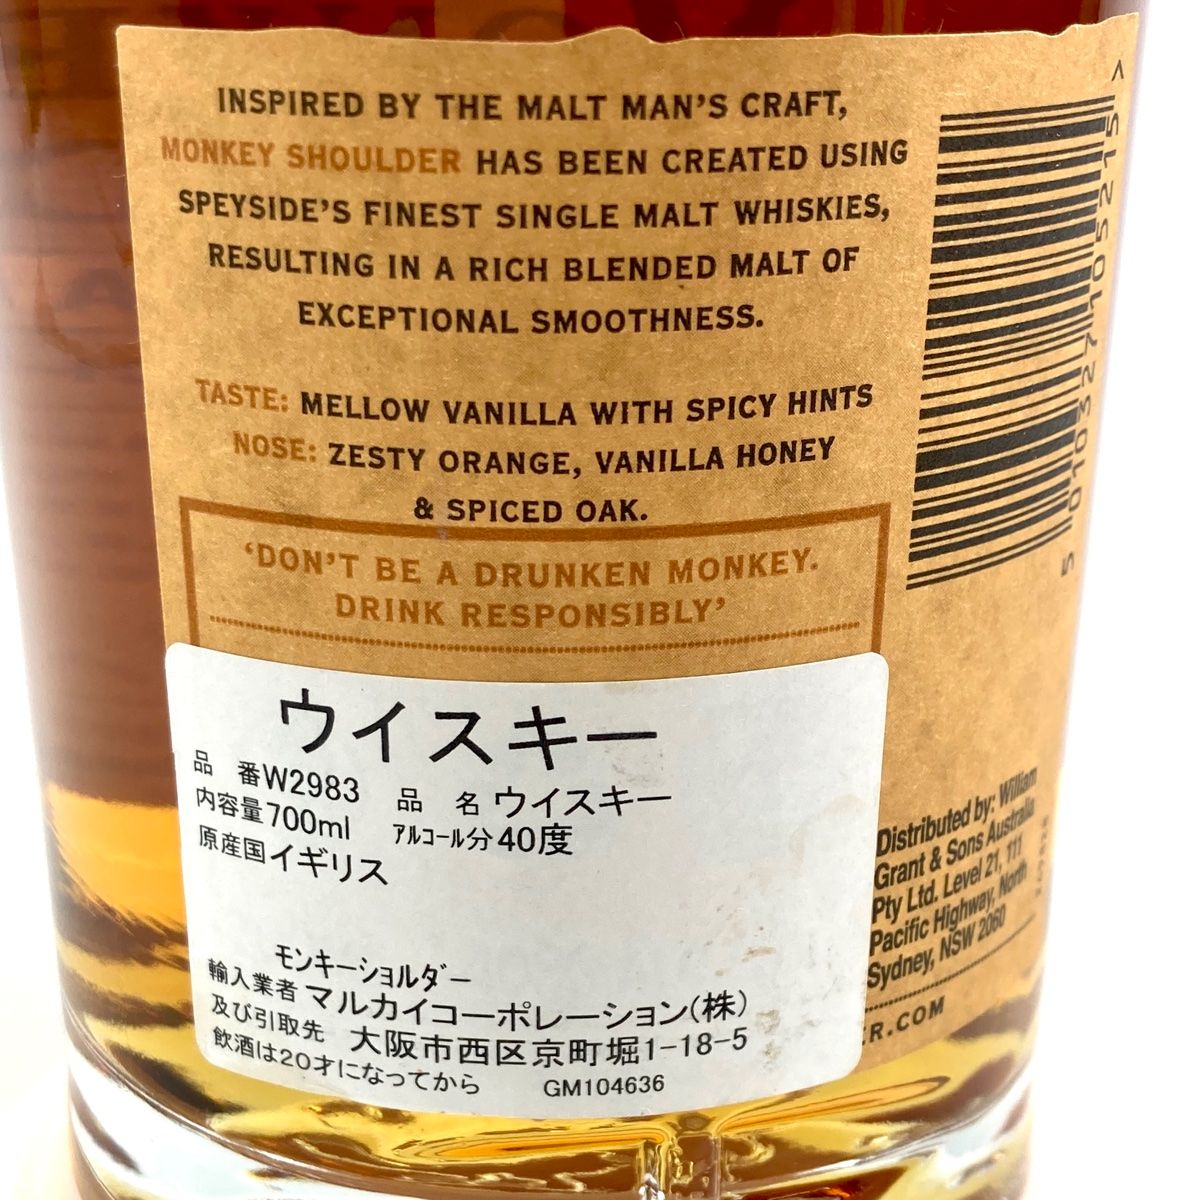 INSPIRED BY THE MALT MAN'S CRAFT,
MONKEY SHOULDER HAS BEEN CREATED USING
SPEYSIDE'S FINEST SINGLE MALT WHISKIES,
RESULTING IN A RICH BLENDED MALT OF
EXCEPTIONAL SMOOTHNESS.
TASTE: MELLOW VANILLA WITH SPICY HINTS
NOSE: ZESTY ORANGE, VANILLA HONEY
& SPICED OAK.
'DON'T BE A DRUNKEN MONKEY.
DRINK RESPONSIBLY'
5 010327 105215 >
ウイスキー
品 番W2983 品 名 ウイスキー
内容量700ml アルコール分40度
原産国イギリス
モンキーショルダー
輸入業者マルカイコーポレーション(株)
及び引取先 大阪市西区京町堀1-18-5
飲酒は20才になってから GM104636
Distributed by: William
Grant & Sons Australia
Pty Ltd. Level 21, 111
Pacific Highway, North
Sydney, NSW 2060
ER.COM